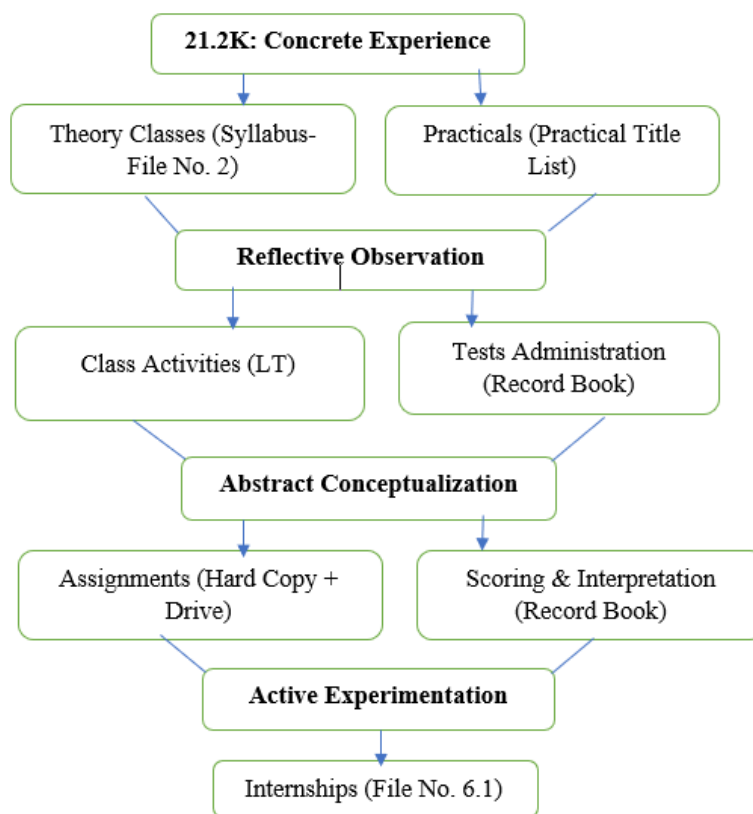 21.2K: Concrete Experience
Theory Classes (Syllabus-
File No. 2)
Practicals (Practical Title
List)
Reflective Observation
Class Activities (LT)
Tests Administration
(Record Book)
Abstract Conceptualization
Assignments (Hard Copy +
Drive)
Scoring & Interpretation
(Record Book)
Active Experimentation
Internships (File No. 6.1)